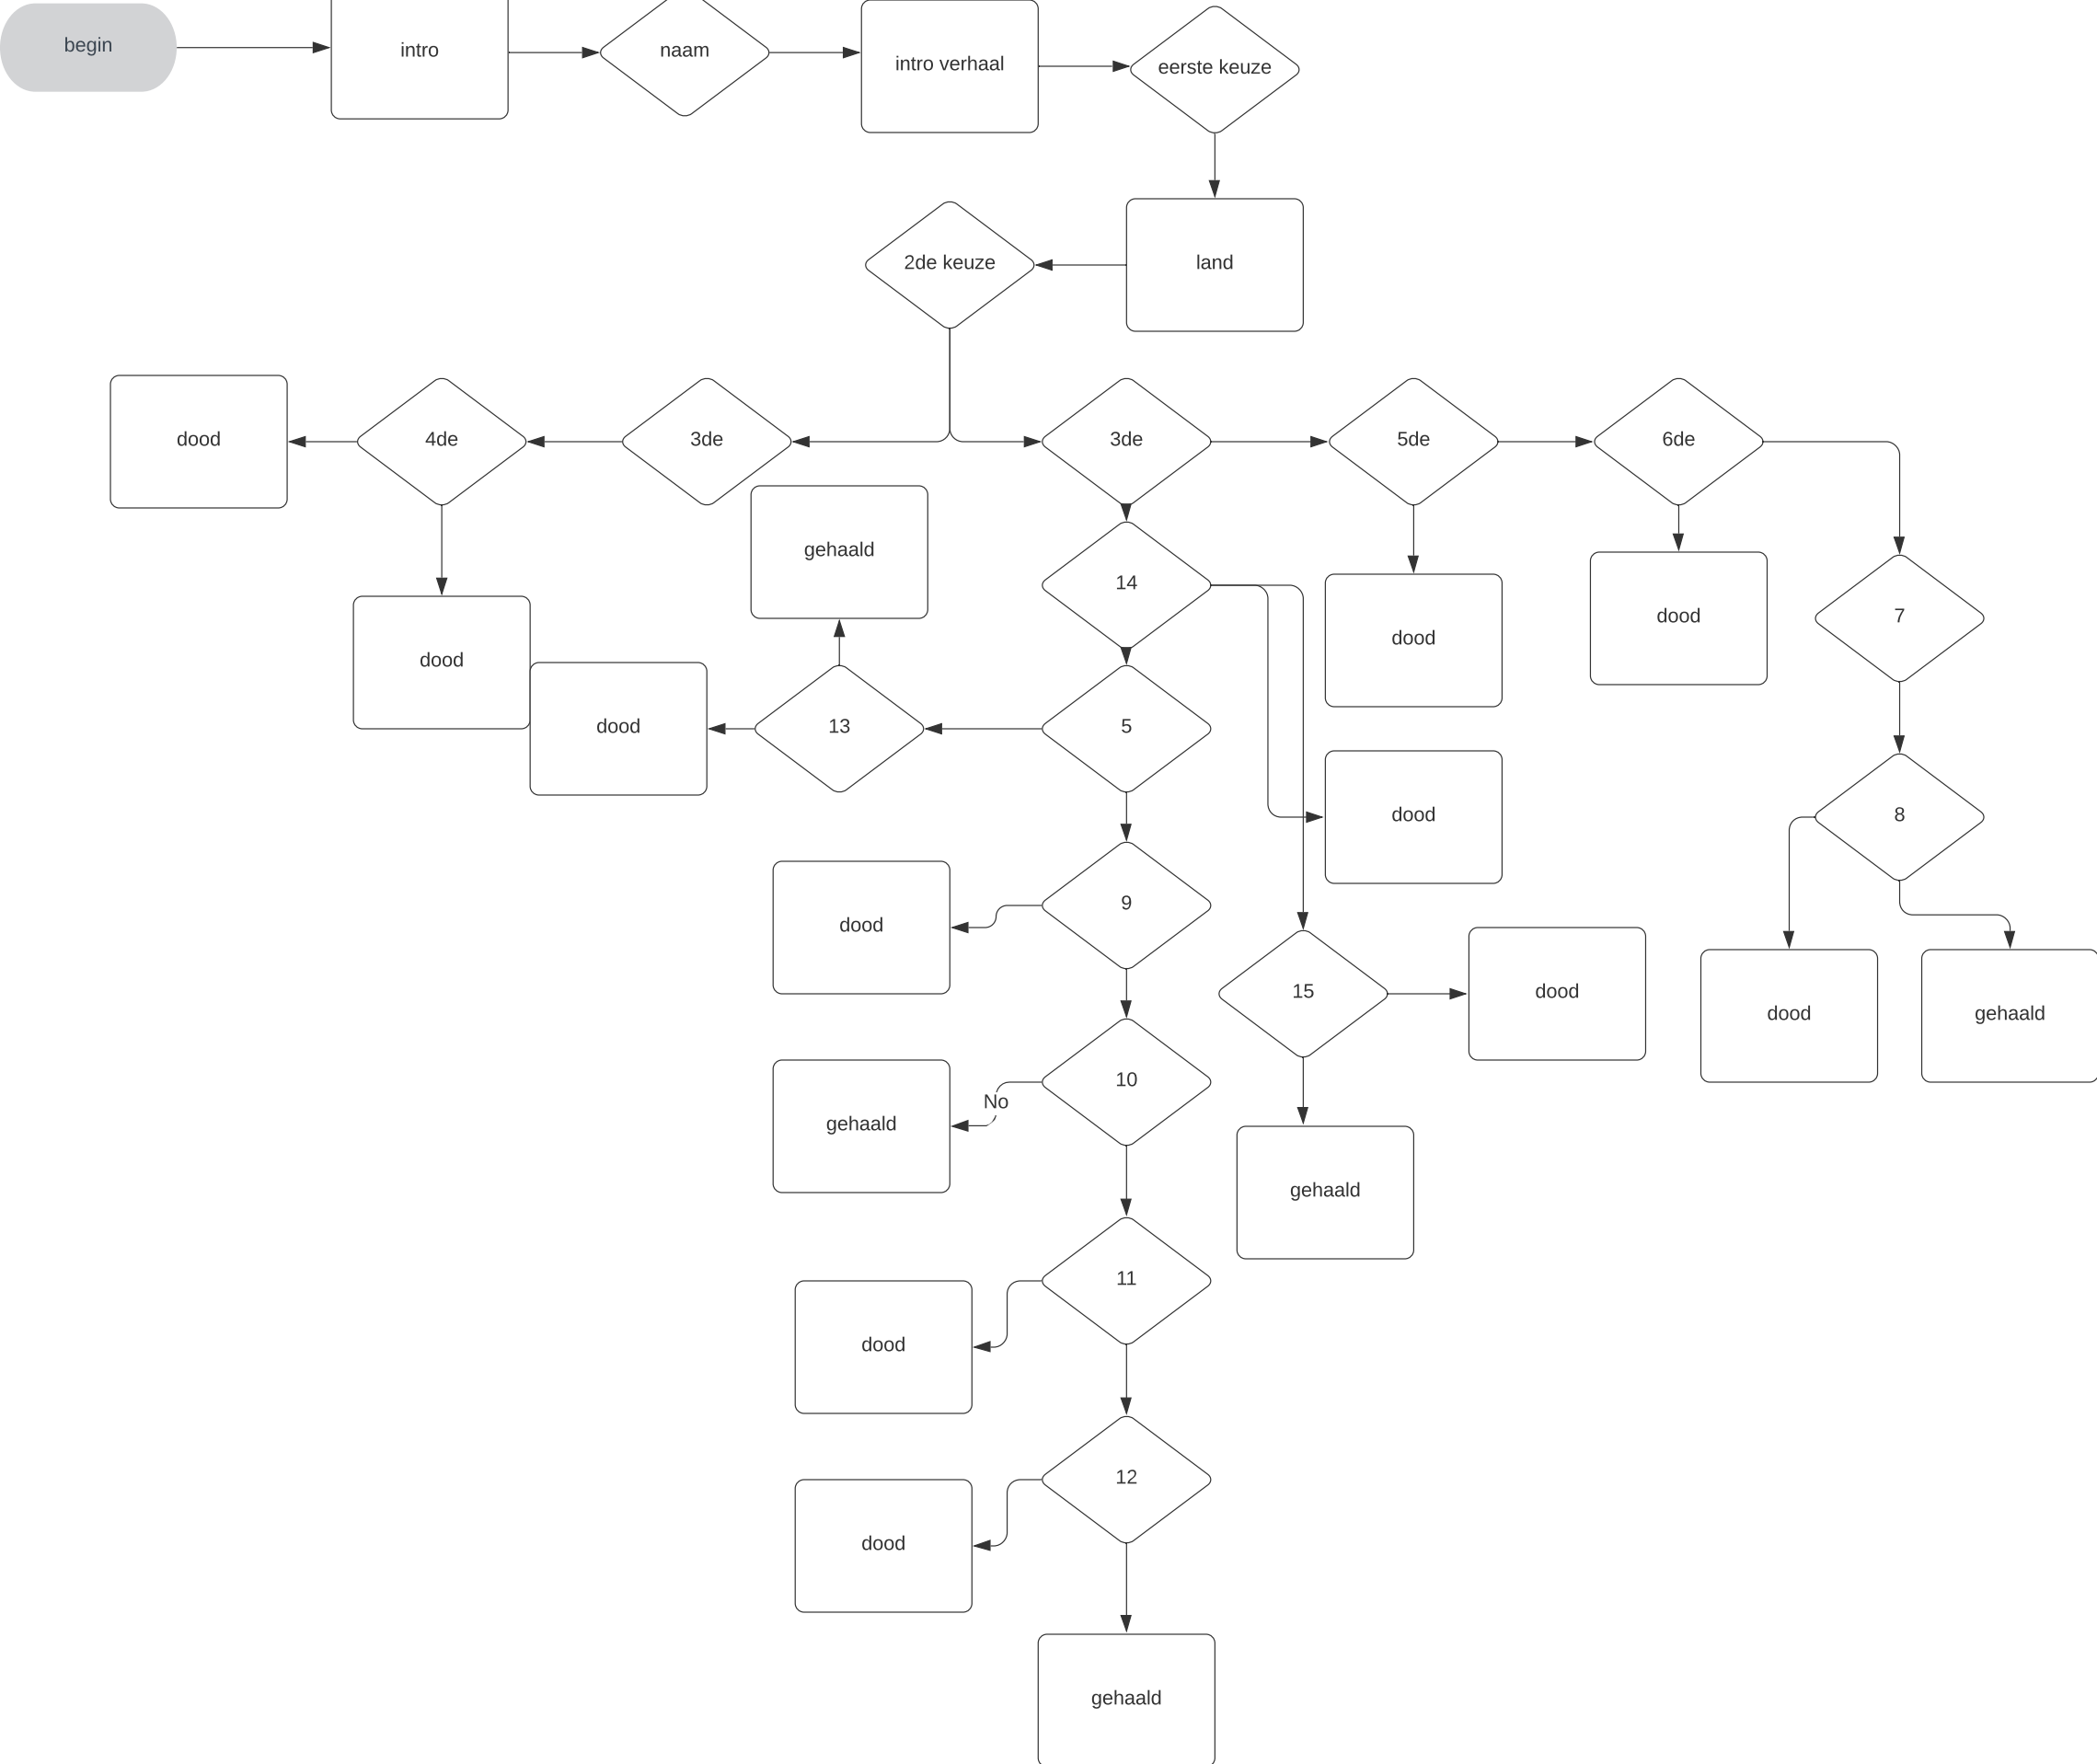 begin
intro
naam
intro verhaal
eerste keuze
2de keuze
land
dood
4de
3de
3de
5de
6de
gehaald
14
dood
dood
7
dood
dood
13
5
dood
8
dood
9
15
dood
dood
gehaald
10
No
gehaald
gehaald
11
dood
12
dood
gehaald